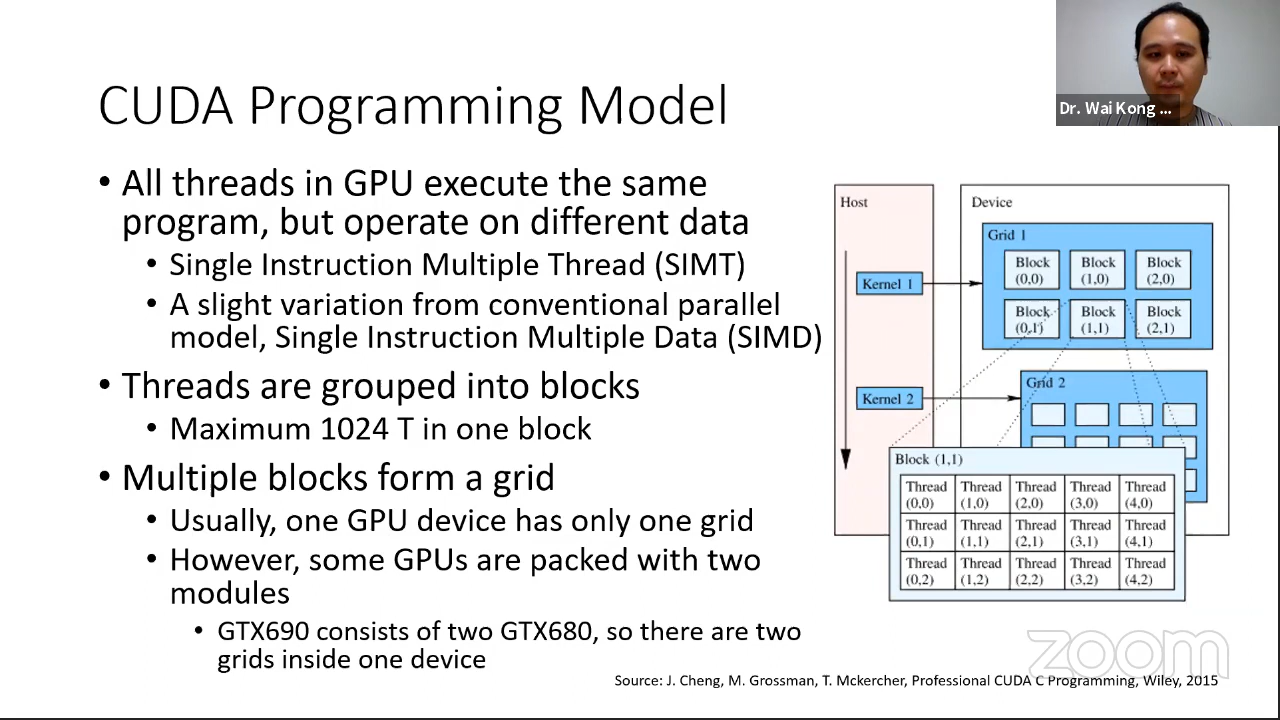 Dr. Wai Kong ...
CUDA Programming Model
• All threads in GPU execute the same
program, but operate on different data
• Single Instruction Multiple Thread (SIMT)
• A slight variation from conventional parallel
model, Single Instruction Multiple Data (SIMD)
• Threads are grouped into blocks
• Maximum 1024 T in one block
• Multiple blocks form a grid
• Usually, one GPU device has only one grid
• However, some GPUs are packed with two
modules
• GTX690 consists of two GTX680, so there are two
grids inside one device
Host
Device
Grid 1
Kernel 1
Block Block Block
(0,0) (1,0) (2,0)
Block Block Block
(0,1) (1,1) (2,1)
Kernel 2
Grid 2
Block (1,1)
Thread Thread Thread Thread Thread
(0,0) (1,0) (2,0) (3,0) (4,0)
Thread Thread Thread Thread Thread
(0,1) (1,1) (2,1) (3,1) (4,1)
Thread Thread Thread Thread Thread
(0,2) (1,2) (2,2) (3,2) (4,2)
zoom
Source: J. Cheng, M. Grossman, T. Mckercher, Professional CUDA C Programming, Wiley, 2015